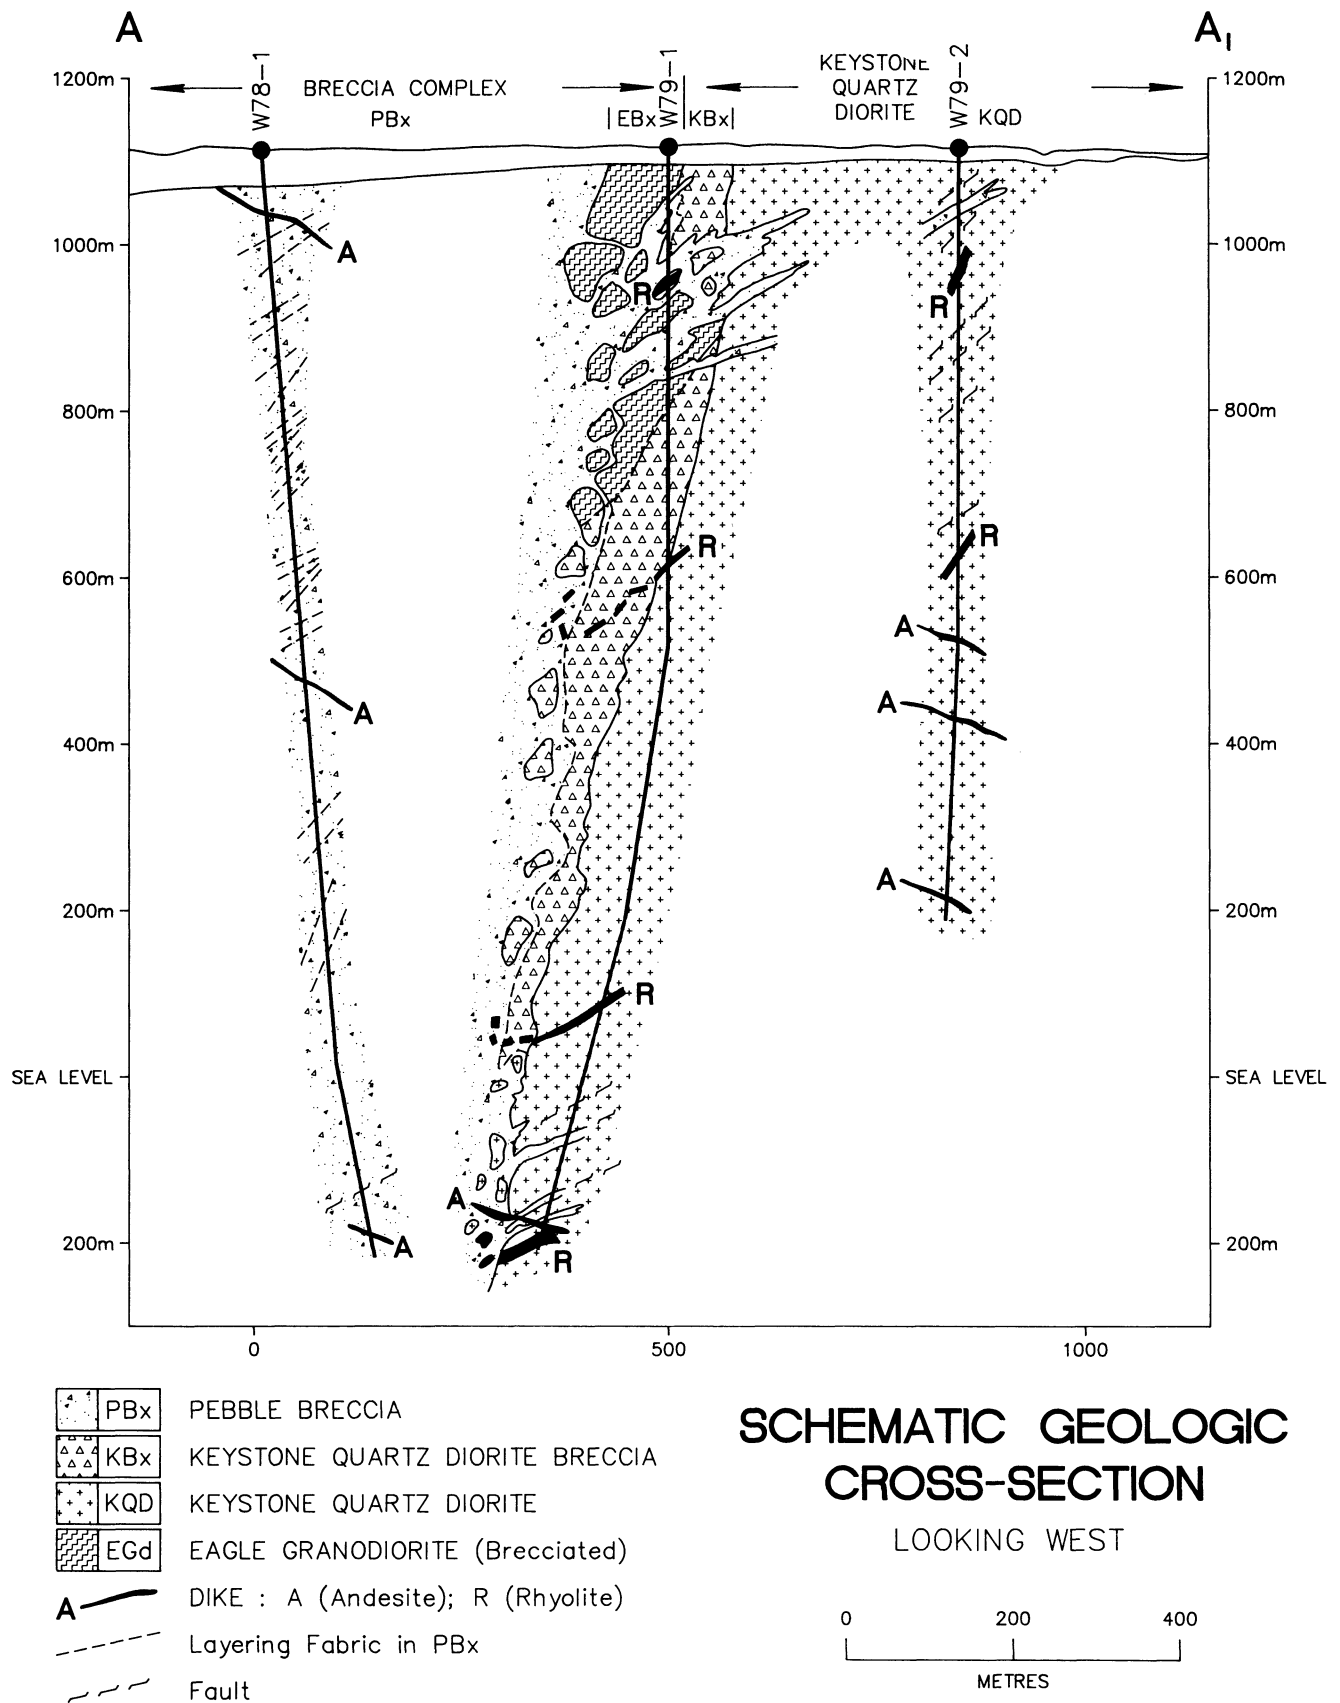 A
A1
W78-1
W79-1
W79-2
1200m
BRECCIA COMPLEX
KEYSTONE
QUARTZ
DIORITE
1200m
PBx
EBx
KBx
KQD
1000m
A
R
R
1000m
800m
800m
600m
R
R
600m
A
A
A
400m
400m
200m
A
200m
R
SEA LEVEL
SEA LEVEL
A
200m
A
R
200m
0
500
1000
PBx PEBBLE BRECCIA
KBx KEYSTONE QUARTZ DIORITE BRECCIA
KQD KEYSTONE QUARTZ DIORITE
EGd EAGLE GRANODIORITE (Brecciated)
A DIKE : A (Andesite); R (Rhyolite)
Layering Fabric in PBx
Fault
SCHEMATIC GEOLOGIC
CROSS-SECTION
LOOKING WEST
0 200 400
METRES